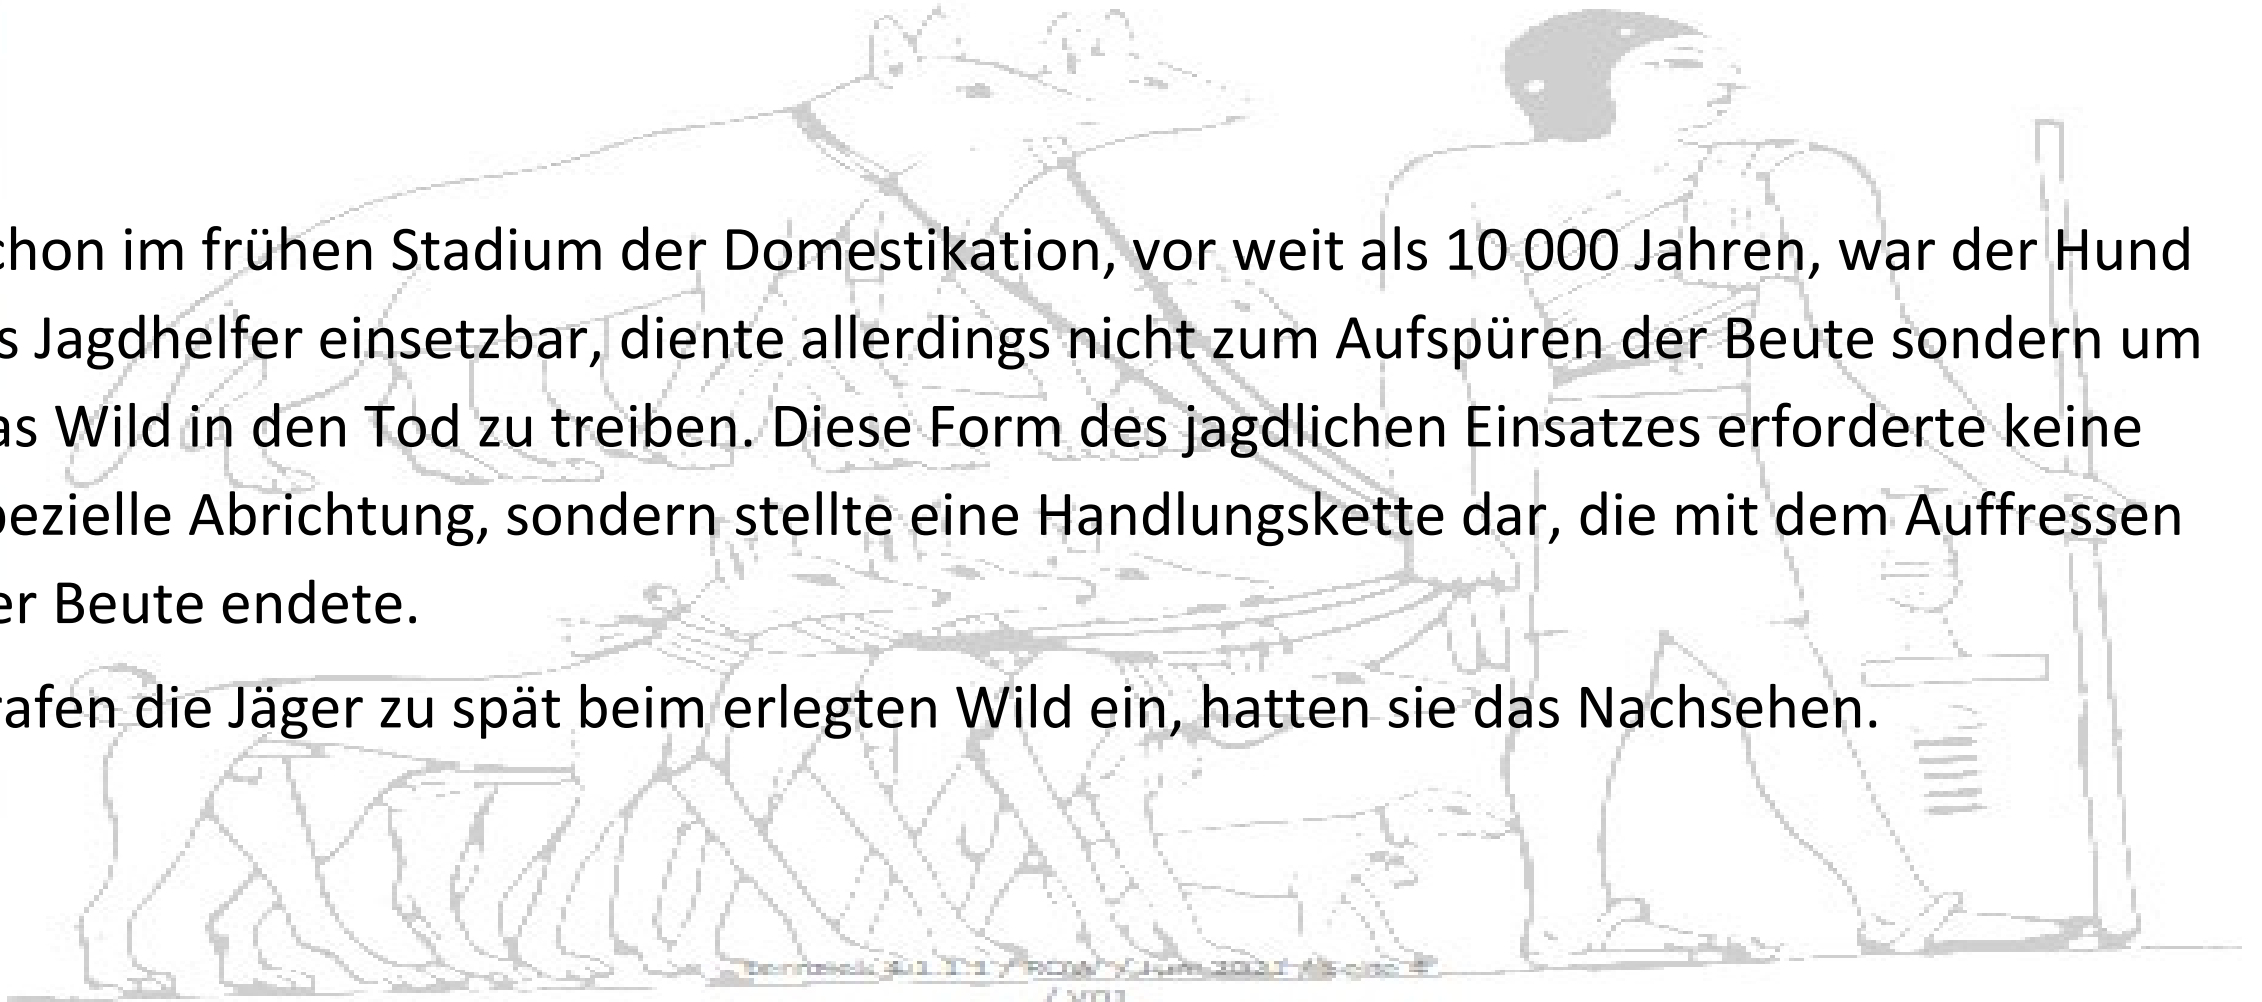 chon im frühen Stadium der Domestikation, vor weit als 10 000 Jahren, war der Hund
s Jagdhelfer einsetzbar, diente allerdings nicht zum Aufspüren der Beute sondern um
as Wild in den Tod zu treiben. Diese Form des jagdlichen Einsatzes erforderte keine
pezielle Abrichtung, sondern stellte eine Handlungskette dar, die mit dem Auffressen
er Beute endete.
rafen die Jäger zu spät beim erlegten Wild ein, hatten sie das Nachsehen.